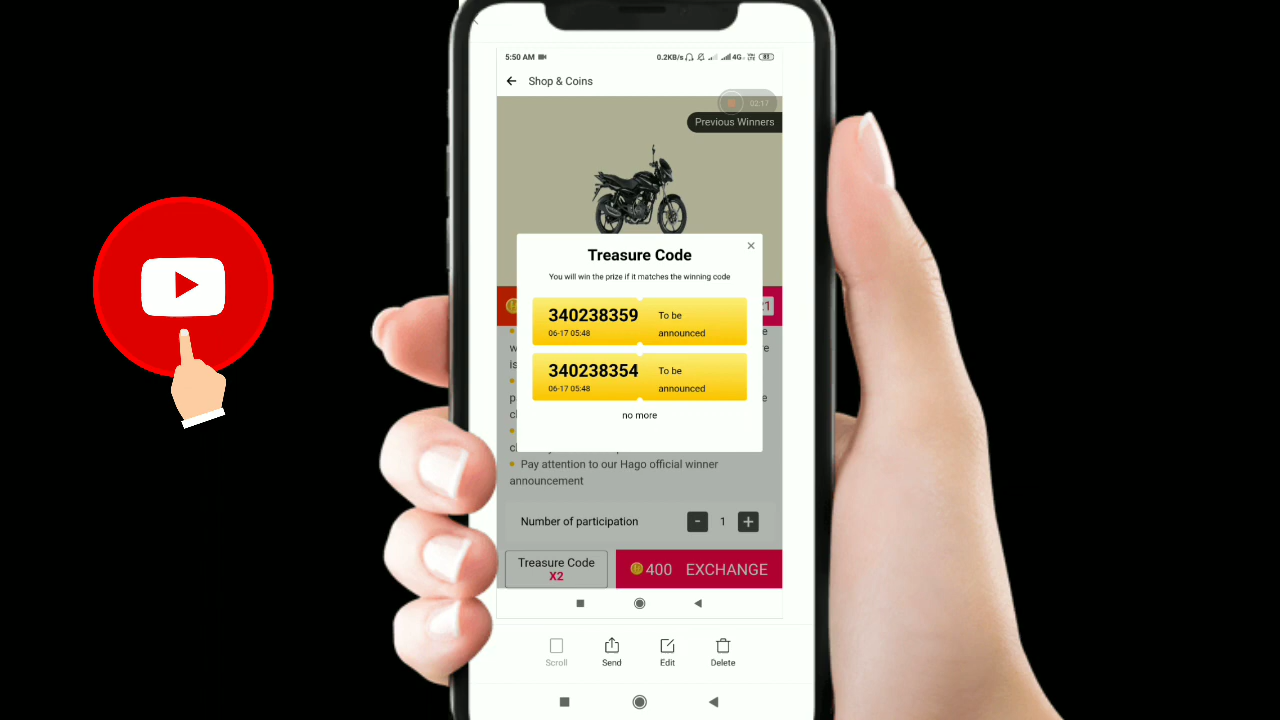 5:50 AM
0.2KB/s
4G
81
Shop & Coins
02:17
Previous Winners
Treasure Code
You will win the prize if it matches the winning code
340238359
To be
announced
06-17 05:48
340238354
To be
announced
06-17 05:48
no more
Pay attention to our Hago official winner
announcement
Number of participation
- 1 +
Treasure Code
X2
400 EXCHANGE
Scroll
Send
Edit
Delete